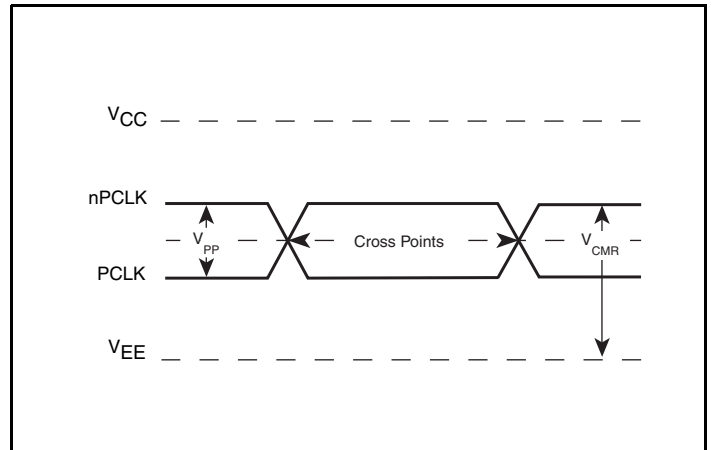 VCC
nPCLK
VPP
Cross Points
VCMR
PCLK
VEE